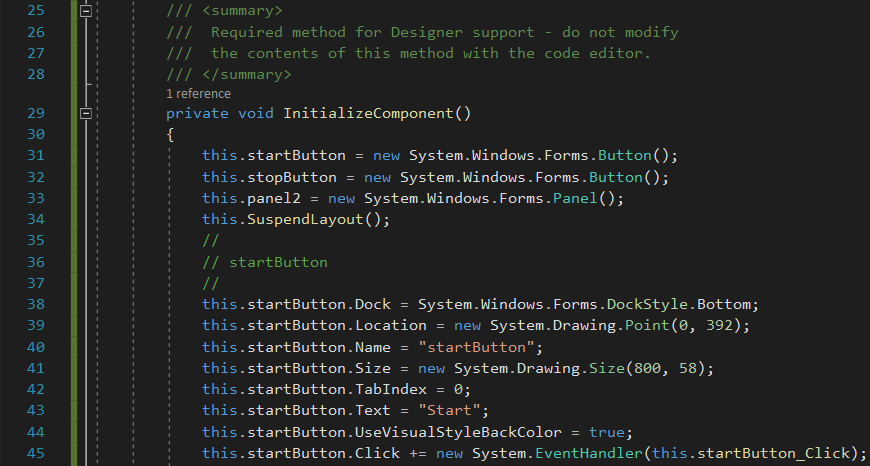 25 /// <summary>
26 /// Required method for Designer support - do not modify
27 /// the contents of this method with the code editor.
28 /// </summary>
1 reference
29 private void InitializeComponent()
30 {
31 this.startButton = new System.Windows.Forms.Button();
32 this.stopButton = new System.Windows.Forms.Button();
33 this.panel2 = new System.Windows.Forms.Panel();
34 this.SuspendLayout();
35 //
36 // startButton
37 //
38 this.startButton.Dock = System.Windows.Forms.DockStyle.Bottom;
39 this.startButton.Location = new System.Drawing.Point(0, 392);
40 this.startButton.Name = "startButton";
41 this.startButton.Size = new System.Drawing.Size(800, 58);
42 this.startButton.TabIndex = 0;
43 this.startButton.Text = "Start";
44 this.startButton.UseVisualStyleBackColor = true;
45 this.startButton.Click += new System.EventHandler(this.startButton_Click);